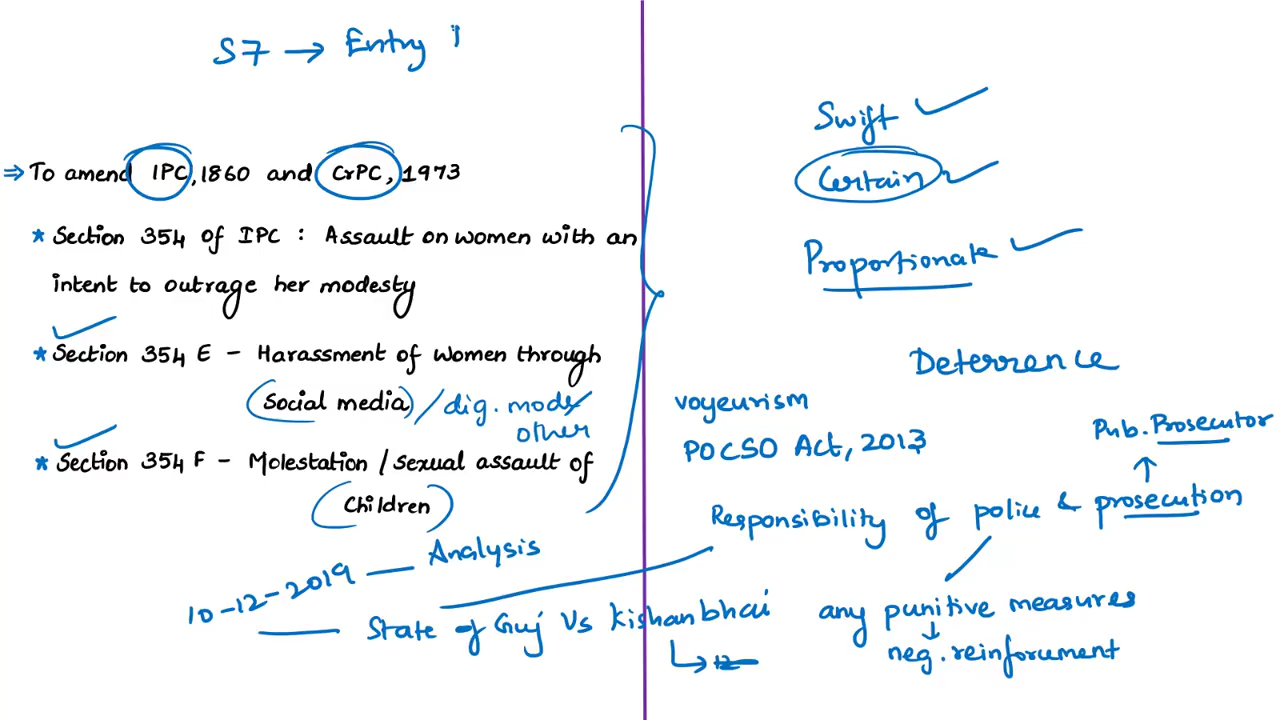 S7 → Entry 1
⇒ To amend IPC, 1860 and CrPC, 1973
* Section 354 of IPC : Assault on women with an
intent to outrage her modesty
* Section 354 E - Harassment of women through
Social media / dig. mode/
other
* Section 354 F - Molestation / Sexual assault of
Children
10-12-2019 — Analysis
— State of Guj Vs Kishanbhai
Swift
Certain
Proportionate
Deterrence
voyeurism
POCSO Act, 2013
Pub. Prosecutor
Responsibility of police & prosecution
any punitive measures
neg. reinforcement